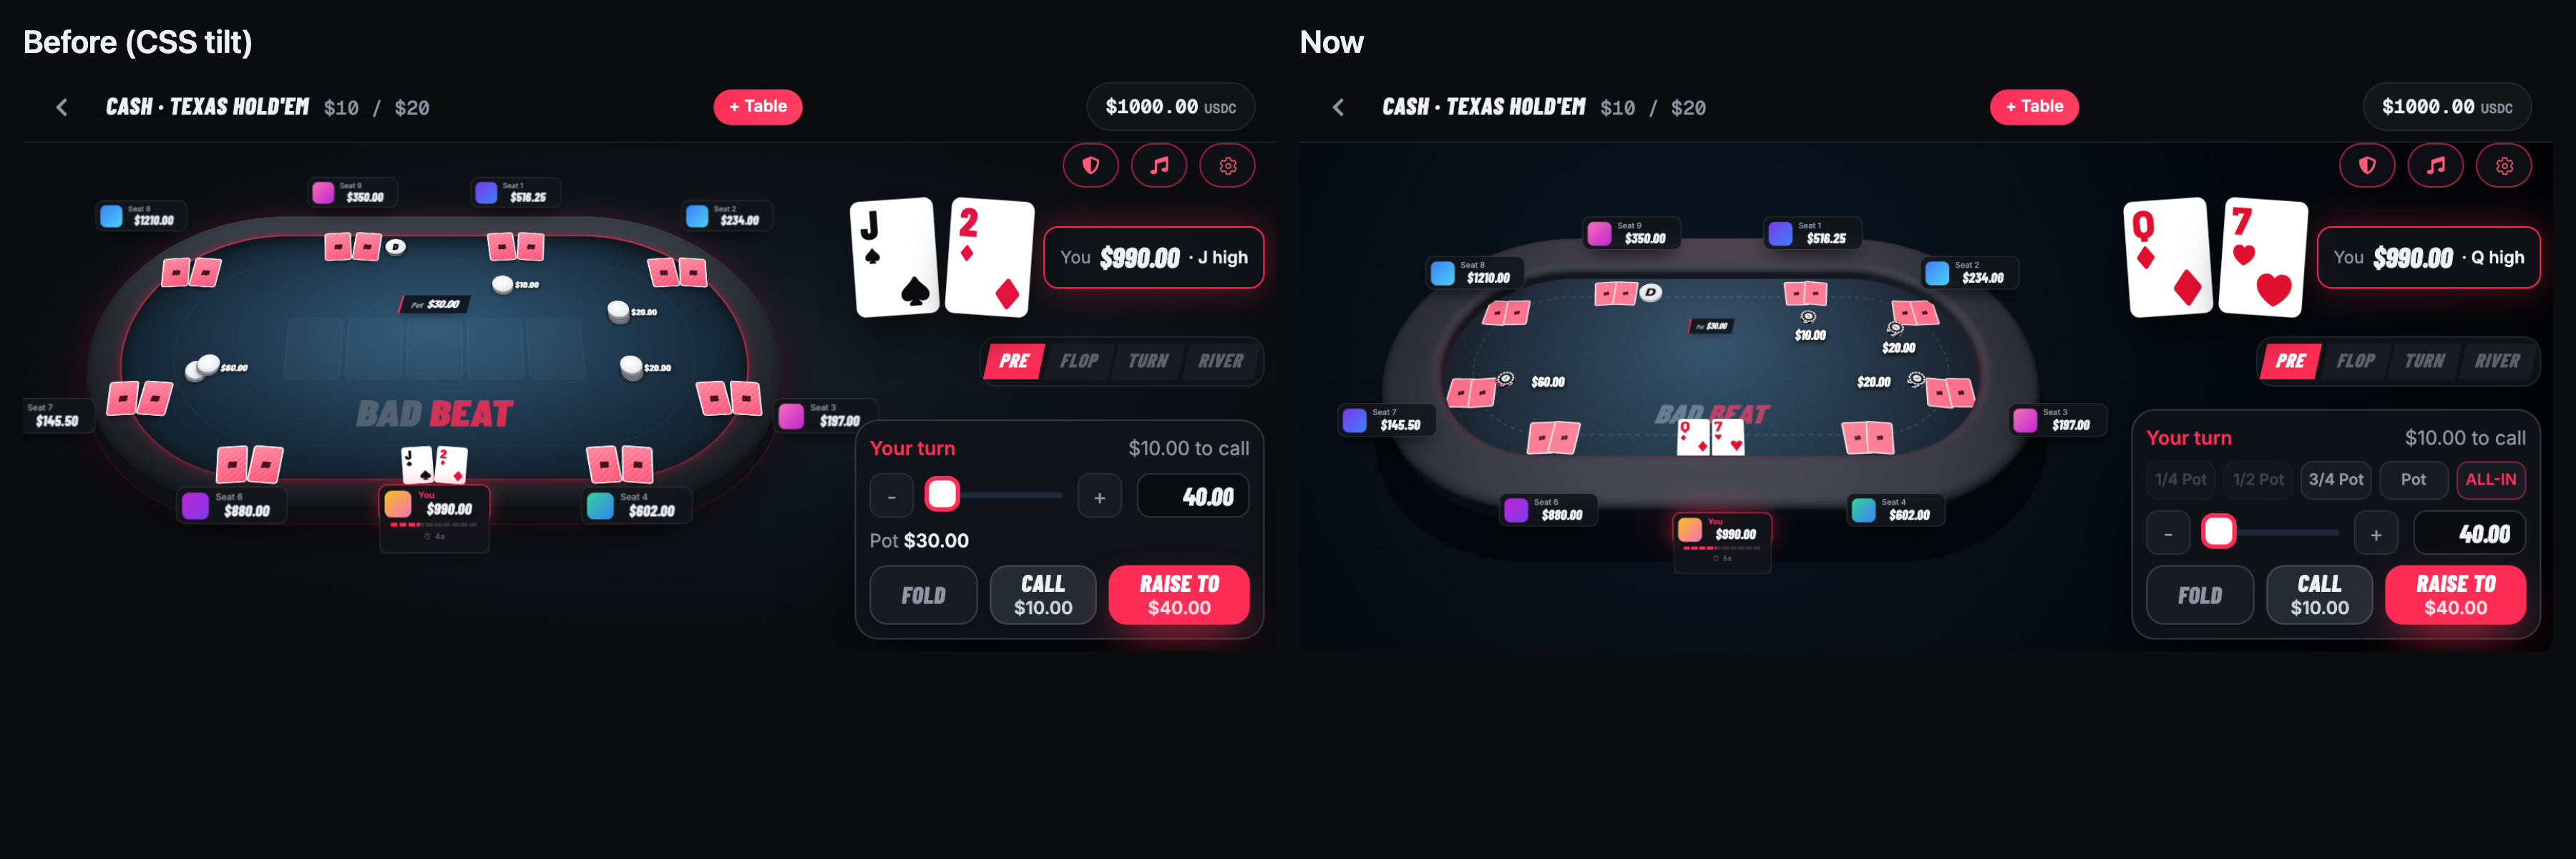 Before (CSS tilt)
CASH · TEXAS HOLD'EM $10 / $20
+ Table
$1000.00 USDC
Seat 9
$350.00
Seat 1
$516.25
Seat 8
$1210.00
Seat 2
$234.00
D
$10.00
Pot $30.00
$20.00
$60.00
$20.00
Seat 7
$145.50
BAD BEAT
Seat 3
$197.00
J 2
Seat 6
$880.00
You
$990.00
4s
Seat 4
$602.00
J 2
You $990.00 · J high
PRE FLOP TURN RIVER
Your turn $10.00 to call
- + 40.00
Pot $30.00
FOLD
CALL
$10.00
RAISE TO
$40.00
Now
CASH · TEXAS HOLD'EM $10 / $20
+ Table
$1000.00 USDC
Seat 9
$350.00
Seat 1
$516.25
Seat 8
$1210.00
Seat 2
$234.00
D
Pot $30.00
$10.00
$20.00
$60.00
$20.00
Seat 7
$145.50
BAD BEAT
Seat 3
$197.00
Q 7
Seat 6
$880.00
You
$990.00
6s
Seat 4
$602.00
Q 7
You $990.00 · Q high
PRE FLOP TURN RIVER
Your turn $10.00 to call
1/4 Pot 1/2 Pot 3/4 Pot Pot ALL-IN
- + 40.00
FOLD
CALL
$10.00
RAISE TO
$40.00